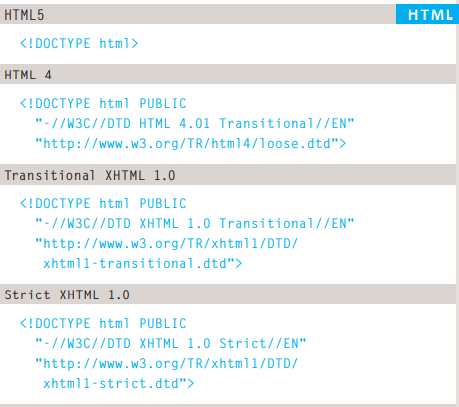 HTML5 HTML
<!DOCTYPE html>
HTML 4
<!DOCTYPE html PUBLIC
"-//W3C//DTD HTML 4.01 Transitional//EN"
"http://www.w3.org/TR/html4/loose.dtd">
Transitional XHTML 1.0
<!DOCTYPE html PUBLIC
"-//W3C//DTD XHTML 1.0 Transitional//EN"
"http://www.w3.org/TR/xhtml1/DTD/
xhtml1-transitional.dtd">
Strict XHTML 1.0
<!DOCTYPE html PUBLIC
"-//W3C//DTD XHTML 1.0 Strict//EN"
"http://www.w3.org/TR/xhtml1/DTD/
xhtml1-strict.dtd">